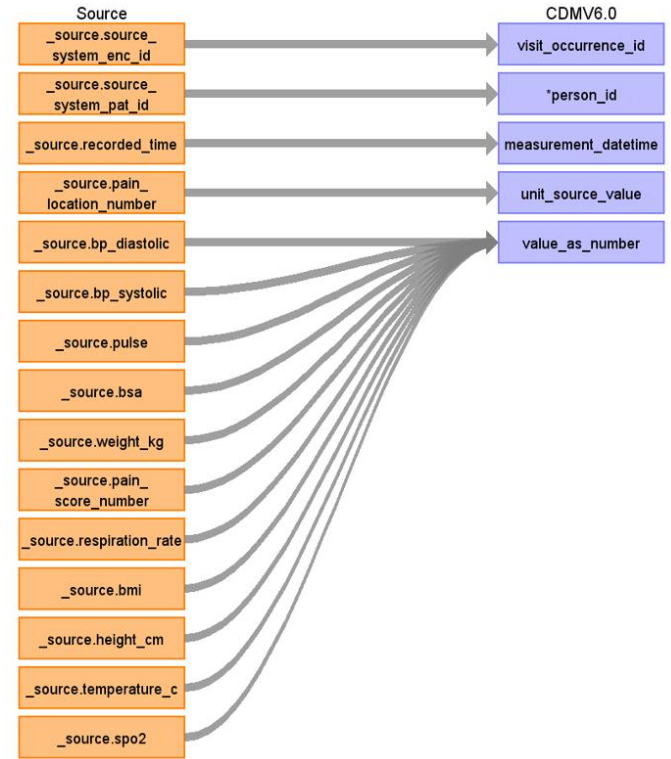 Source
CDMV6.0
_source.source_
system_enc_id
visit_occurrence_id
_source.source_
system_pat_id
*person_id
_source.recorded_time
measurement_datetime
_source.pain_
location_number
unit_source_value
_source.bp_diastolic
value_as_number
_source.bp_systolic
_source.pulse
_source.bsa
_source.weight_kg
_source.pain_
score_number
_source.respiration_rate
_source.bmi
_source.height_cm
_source.temperature_c
_source.spo2